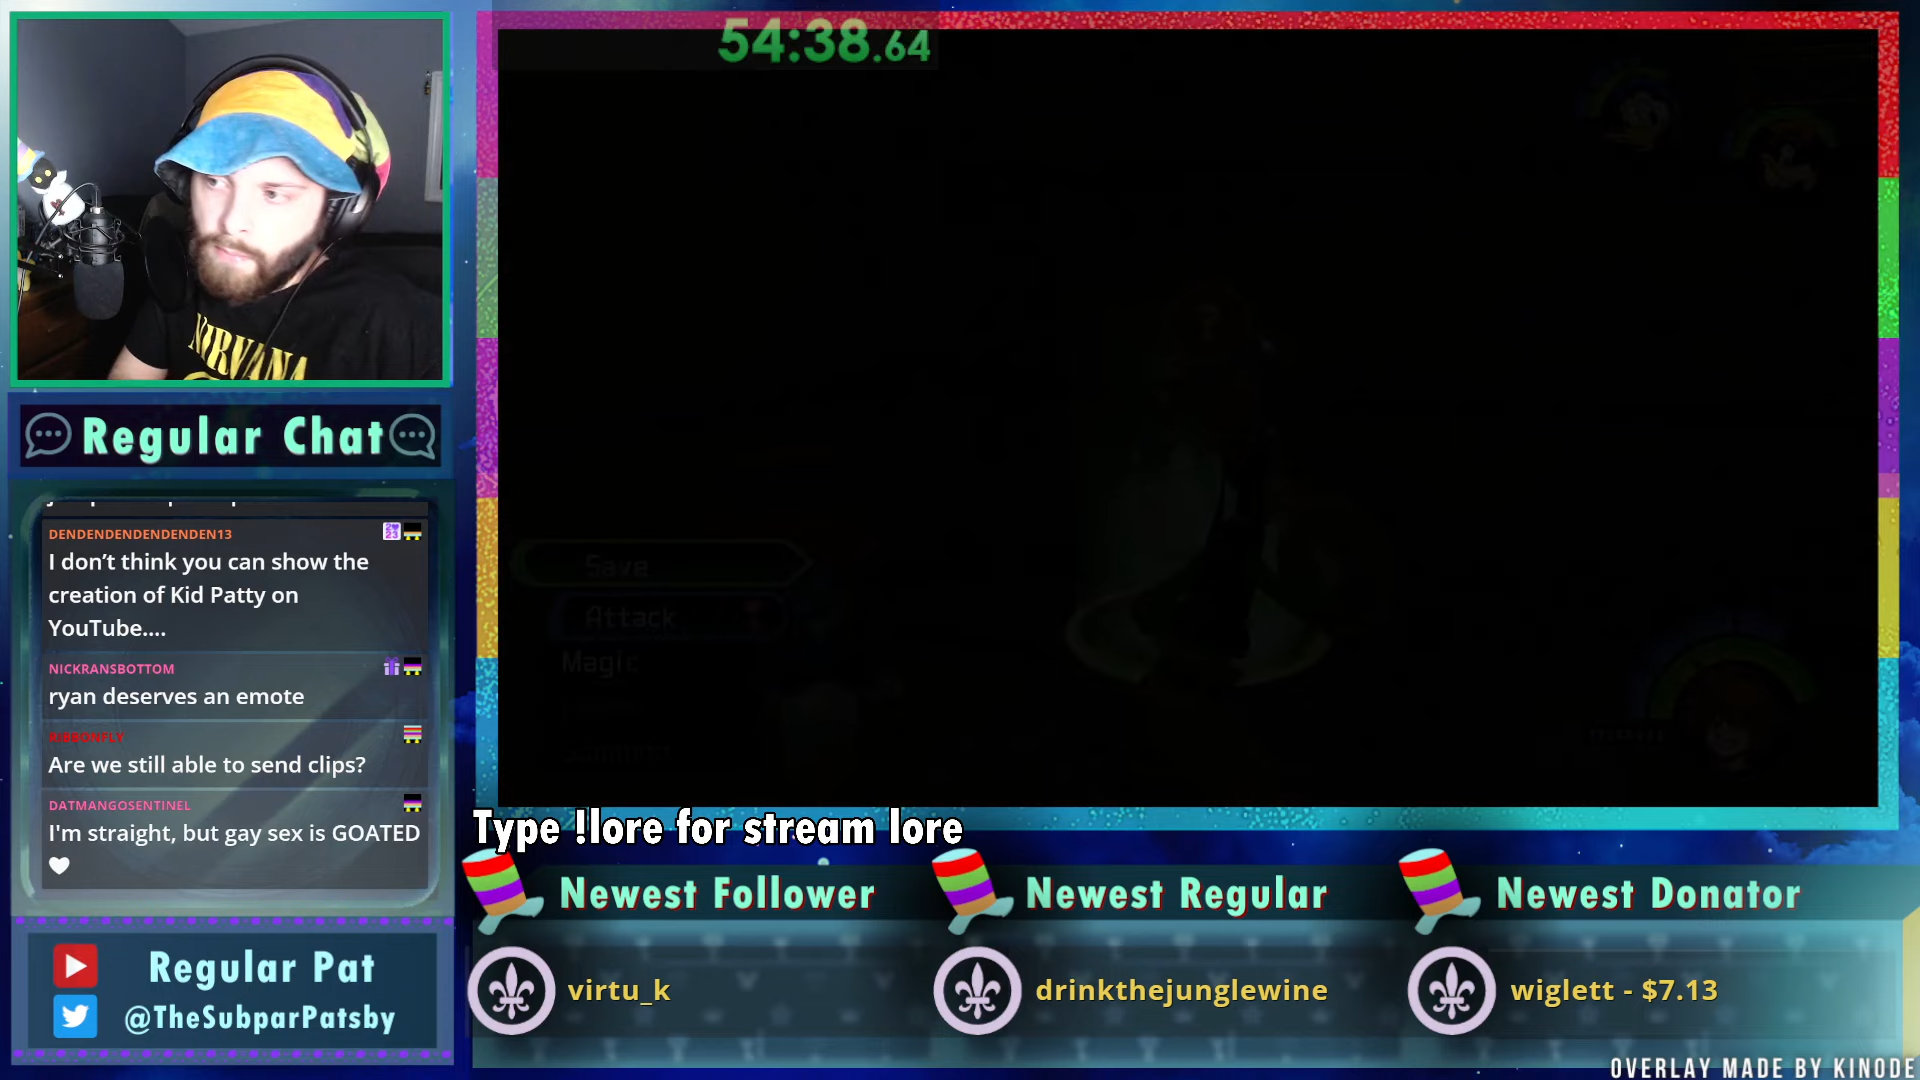 54:38.64
NIRVANA
Regular Chat
DENDENDENDENDEN13
I don't think you can show the
creation of Kid Patty on
YouTube....
NICKRANSBOTTOM
ryan deserves an emote
RIBBONFLY
Are we still able to send clips?
DATMANGOSENTINEL
I'm straight, but gay sex is GOATED
Save
Attack
Magic
Type !lore for stream lore
Newest Follower
Newest Regular
Newest Donator
virtu_k
drinkthejunglewine
wiglett - $7.13
Regular Pat
@TheSubparPatsby
OVERLAY MADE BY KINODE